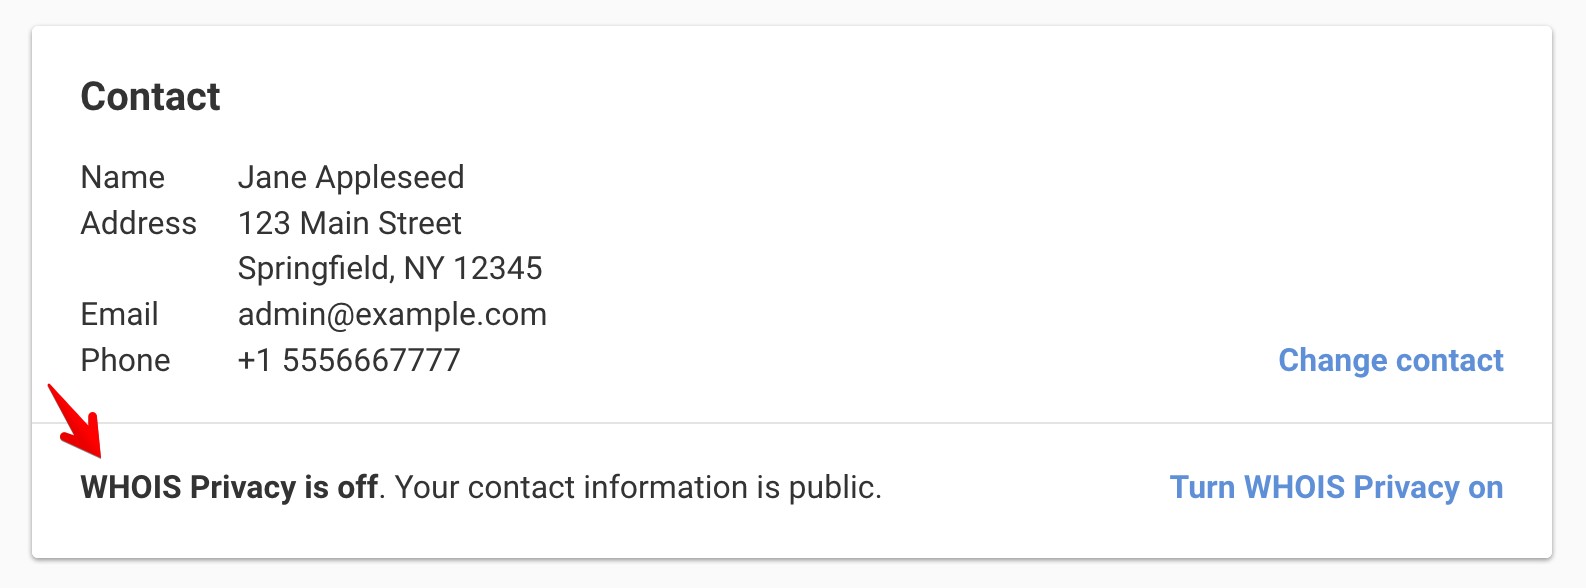 Contact
Name Jane Appleseed
Address 123 Main Street
Springfield, NY 12345
Email admin@example.com
Phone +1 5556667777
Change contact
WHOIS Privacy is off. Your contact information is public.
Turn WHOIS Privacy on